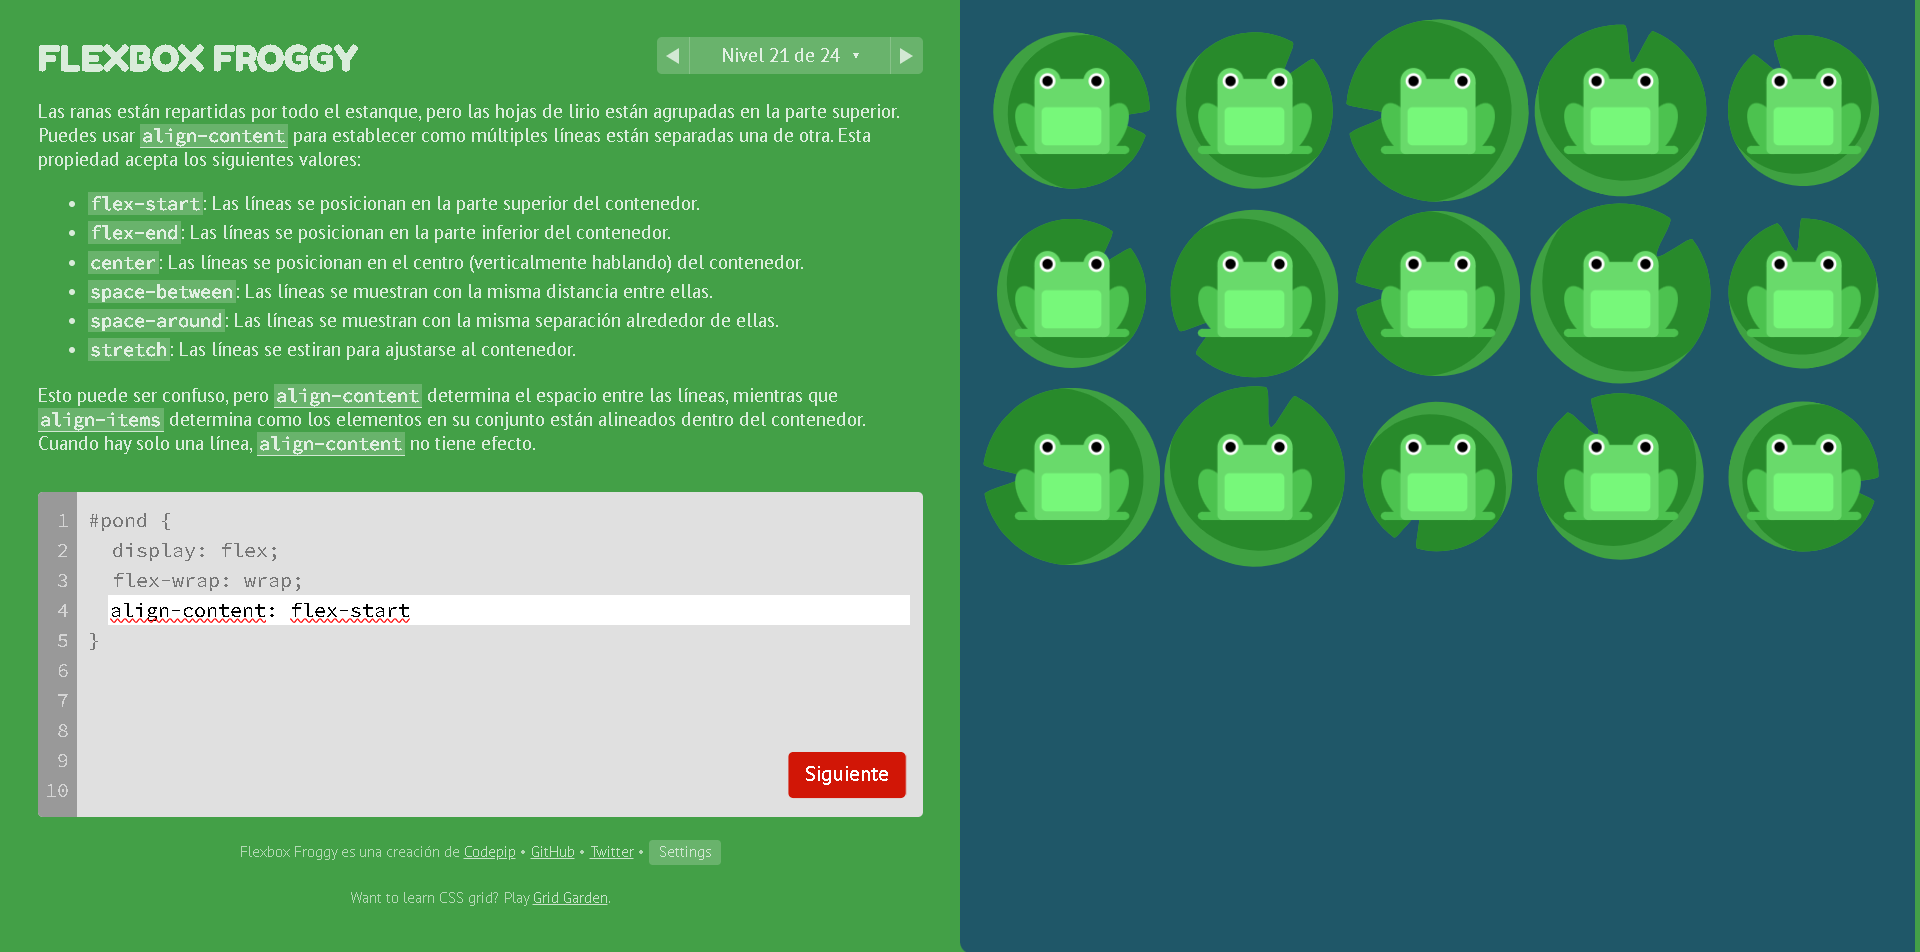 FLEXBOX FROGGY
Nivel 21 de 24 ▾
Las ranas están repartidas por todo el estanque, pero las hojas de lirio están agrupadas en la parte superior.
Puedes usar align-content para establecer como múltiples líneas están separadas una de otra. Esta
propiedad acepta los siguientes valores:
• flex-start: Las líneas se posicionan en la parte superior del contenedor.
• flex-end: Las líneas se posicionan en la parte inferior del contenedor.
• center: Las líneas se posicionan en el centro (verticalmente hablando) del contenedor.
• space-between: Las líneas se muestran con la misma distancia entre ellas.
• space-around: Las líneas se muestran con la misma separación alrededor de ellas.
• stretch: Las líneas se estiran para ajustarse al contenedor.
Esto puede ser confuso, pero align-content determina el espacio entre las líneas, mientras que
align-items determina como los elementos en su conjunto están alineados dentro del contenedor.
Cuando hay solo una línea, align-content no tiene efecto.
1 #pond {
2 display: flex;
3 flex-wrap: wrap;
4 align-content: flex-start
5 }
6
7
8
9
10
Siguiente
Flexbox Froggy es una creación de Codepip • GitHub • Twitter • Settings
Want to learn CSS grid? Play Grid Garden.